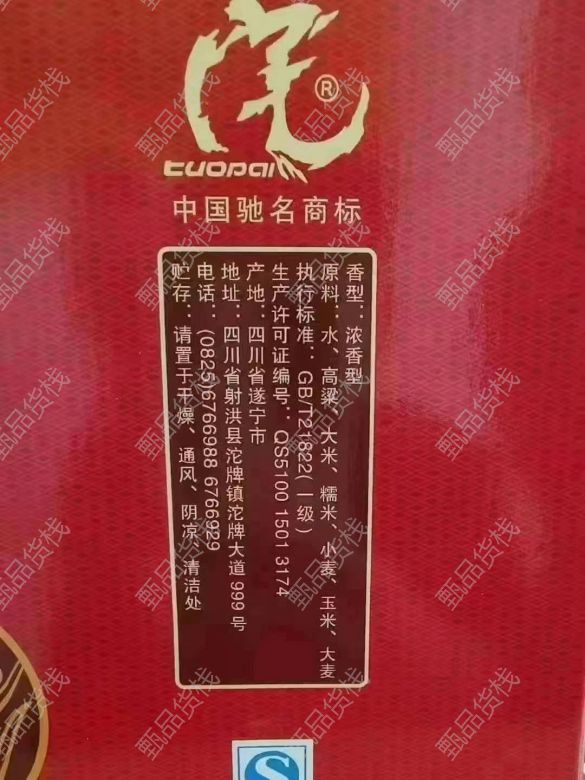 沱
®
tuopai
中国驰名商标
香型：浓香型
原料：水、高粱、大米、糯米、小麦、玉米、大麦
执行标准：GB/T21822(一级)
生产许可证编号：QS5100 1501 3174
产地：四川省遂宁市
地址：四川省射洪县沱牌镇沱牌大道999号
电话：(0825)6766988 6766929
贮存：请置于干燥、通风、阴凉、清洁处
甄品货栈